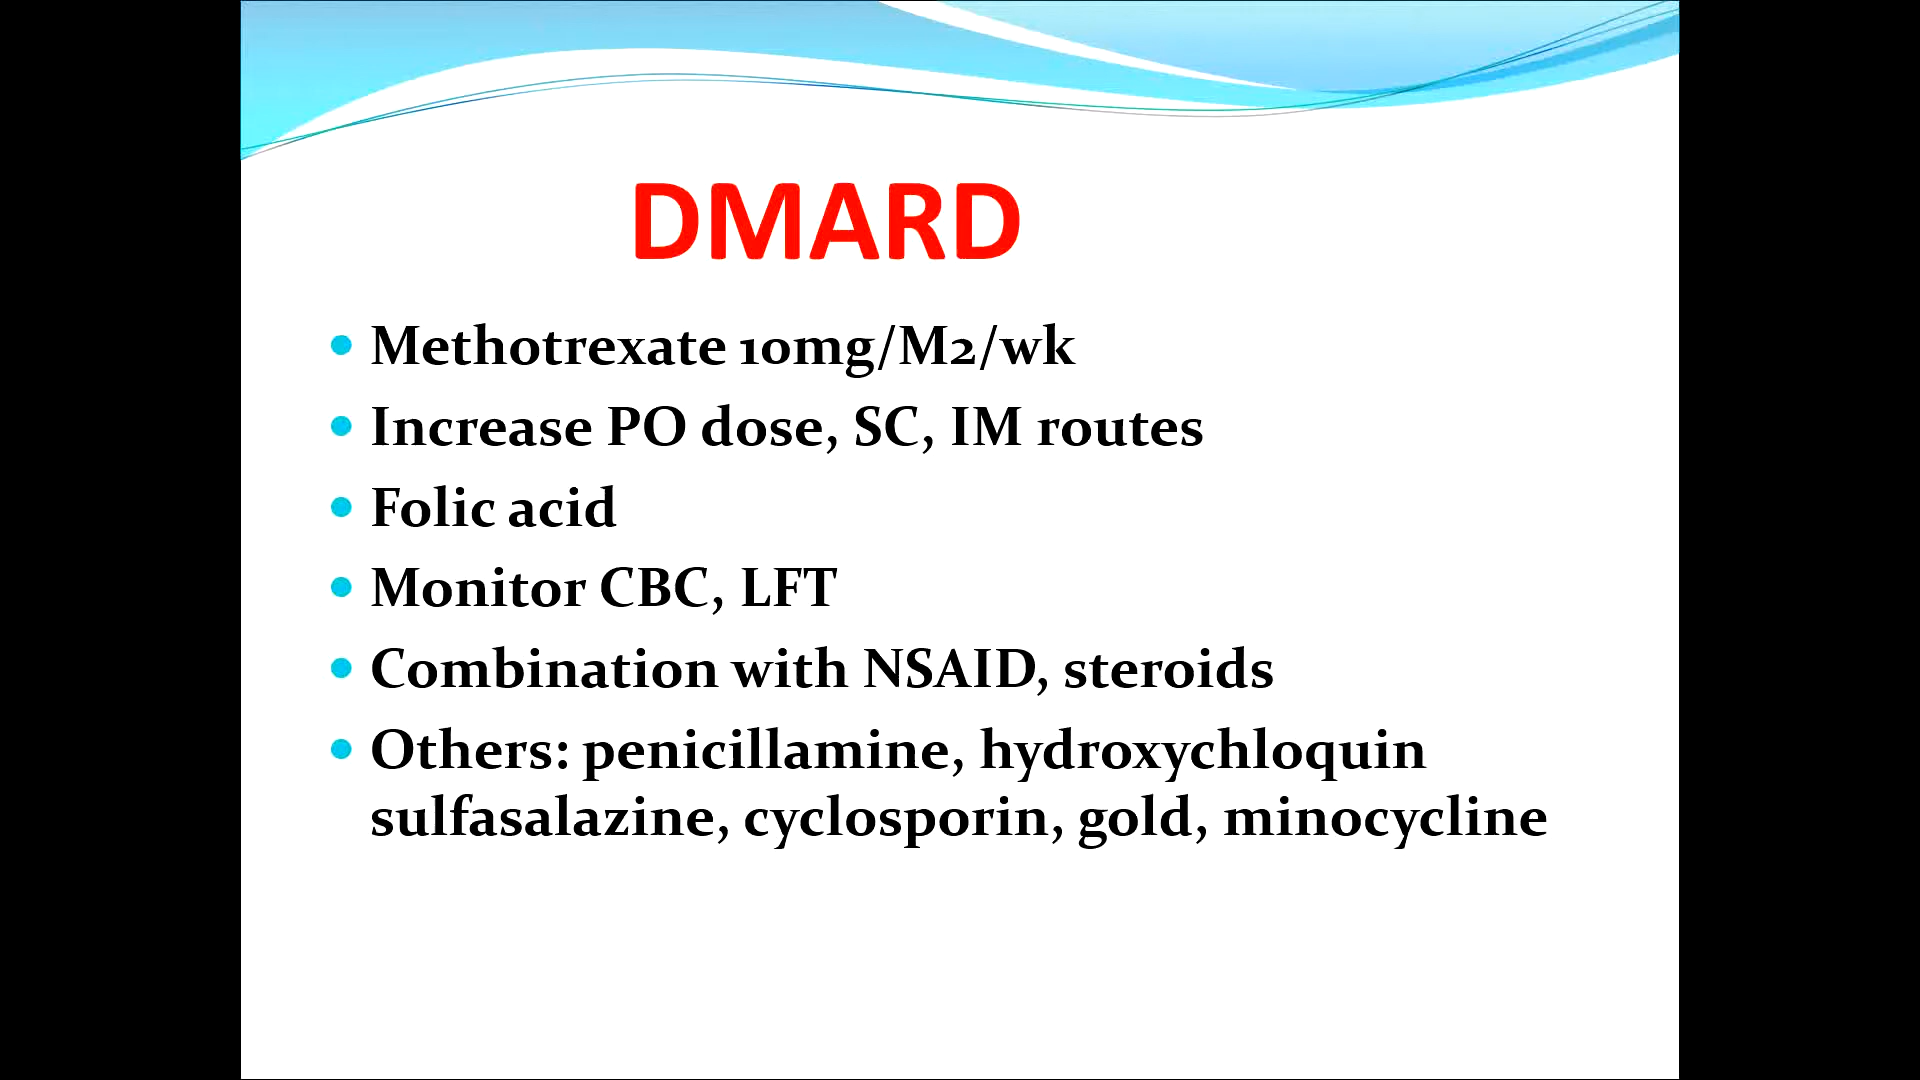 DMARD
Methotrexate 10mg/M2/wk
Increase PO dose, SC, IM routes
Folic acid
Monitor CBC, LFT
Combination with NSAID, steroids
Others: penicillamine, hydroxychloquin
sulfasalazine, cyclosporin, gold, minocycline